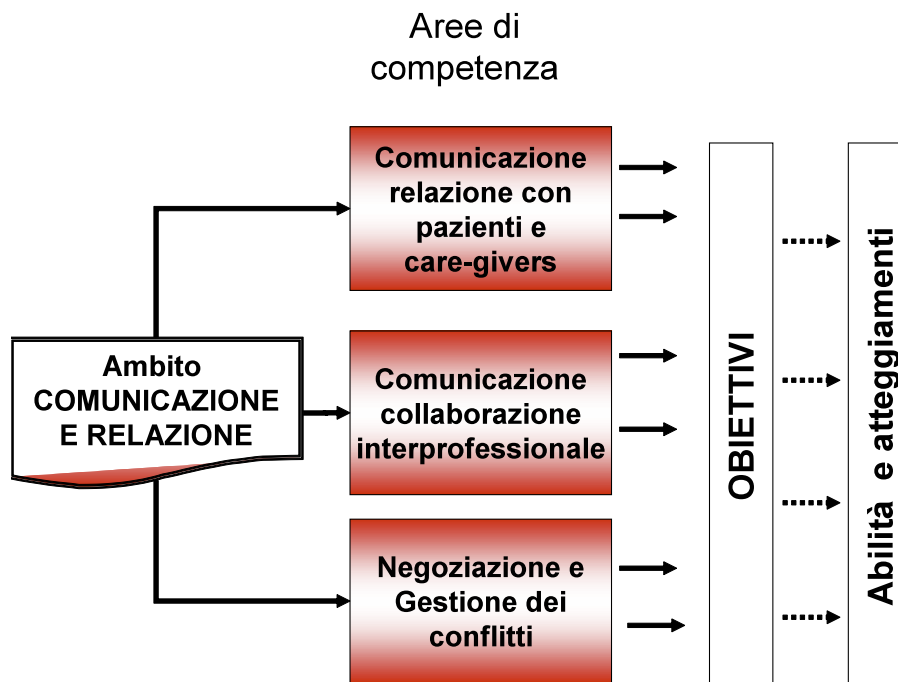 Aree di
competenza
Comunicazione
relazione con
pazienti e
care-givers
Ambito
COMUNICAZIONE
E RELAZIONE
Comunicazione
collaborazione
interprofessionale
Negoziazione e
Gestione dei
conflitti
OBIETTIVI
Abilità e atteggiamenti